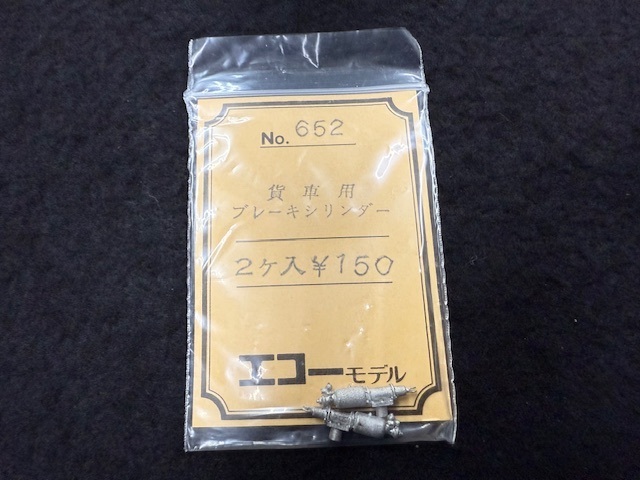 No. 652
貨車用
ブレーキシリンダー
2ヶ入¥150
エコーモデル